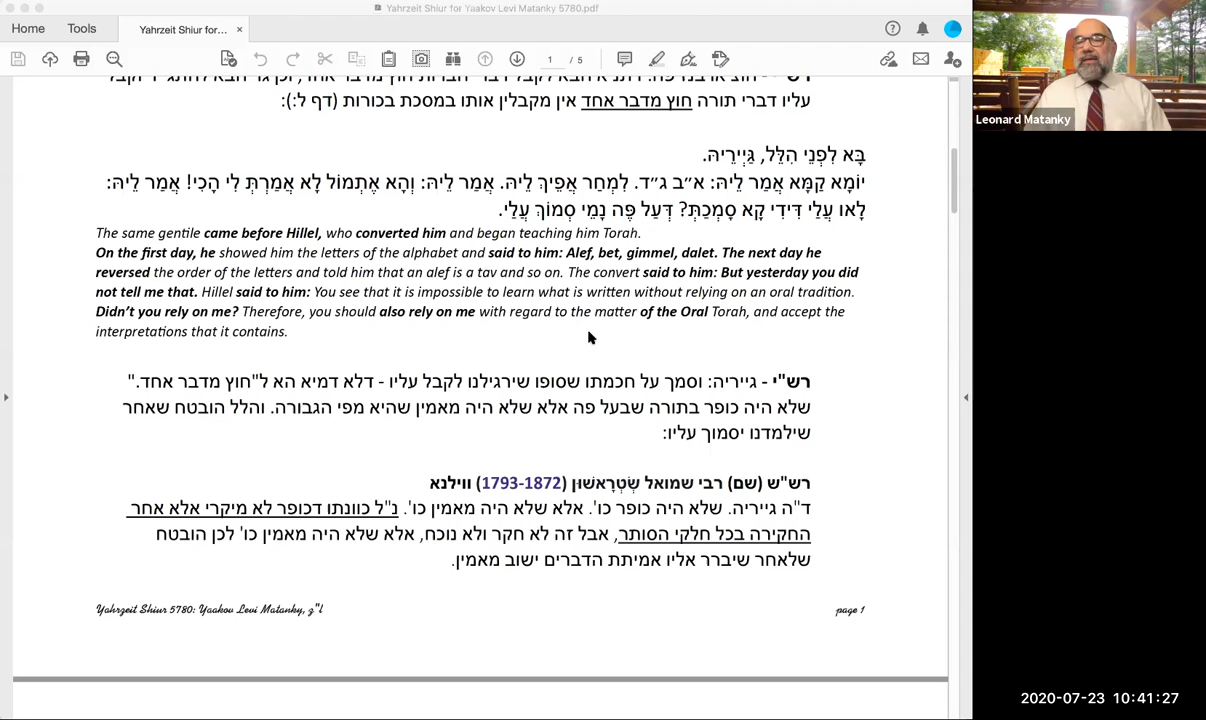 Yahrzeit Shiur for Yaakov Levi Matanky 5780.pdf
Home Tools Yahrzeit Shiur for... ×
1 / 5
עליו דברי תורה חוץ מדבר אחד אין מקבלין אותו במסכת בכורות (דף ל:):
בָּא לִפְנֵי הִלֵּל, גַּיְירֵיהּ.
יוֹמָא קַמָּא אֲמַר לֵיהּ: א״ב ג״ד. לִמְחַר אֲפֵיךְ לֵיהּ. אֲמַר לֵיהּ: וְהָא אֶתְמוֹל לָא אֲמַרְתְּ לִי הָכִי! אֲמַר לֵיהּ:
לָאו עֲלַי דִּידִי קָא סָמְכַתְּ? דְּעַל פֶּה נָמֵי סְמוֹךְ עֲלַי.
The same gentile came before Hillel, who converted him and began teaching him Torah.
On the first day, he showed him the letters of the alphabet and said to him: Alef, bet, gimmel, dalet. The next day he
reversed the order of the letters and told him that an alef is a tav and so on. The convert said to him: But yesterday you did
not tell me that. Hillel said to him: You see that it is impossible to learn what is written without relying on an oral tradition.
Didn't you rely on me? Therefore, you should also rely on me with regard to the matter of the Oral Torah, and accept the
interpretations that it contains.
רש"י - גייריה: וסמך על חכמתו שסופו שירגילנו לקבל עליו - דלא דמיא הא ל"חוץ מדבר אחד."
שלא היה כופר בתורה שבעל פה אלא שלא היה מאמין שהיא מפי הגבורה. והלל הובטח שאחר
שילמדנו יסמוך עליו:
רש"ש (שם) רבי שמואל שְׂטְרָאשׁוּן (1793-1872) ווילנא
ד"ה גייריה. שלא היה כופר כו'. אלא שלא היה מאמין כו'. נ"ל כוונתו דכופר לא מיקרי אלא אחר
החקירה בכל חלקי הסותר, אבל זה לא חקר ולא נוכח, אלא שלא היה מאמין כו' לכן הובטח
שלאחר שיברר אליו אמיתת הדברים ישוב מאמין.
Yahrzeit Shiur 5780: Yaakov Levi Matanky, z"l page 1
Leonard Matanky
2020-07-23 10:41:27